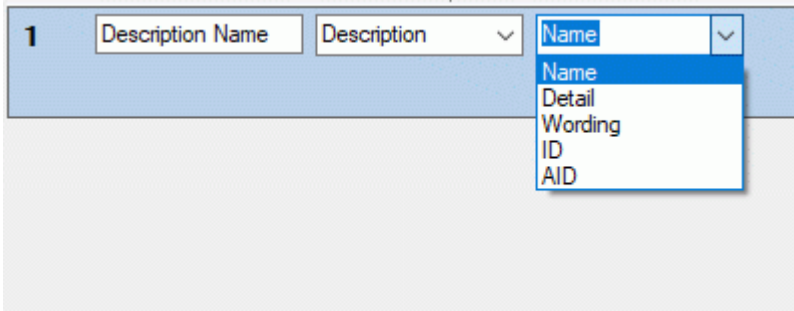 1 Description Name Description Name
Name
Detail
Wording
ID
AID